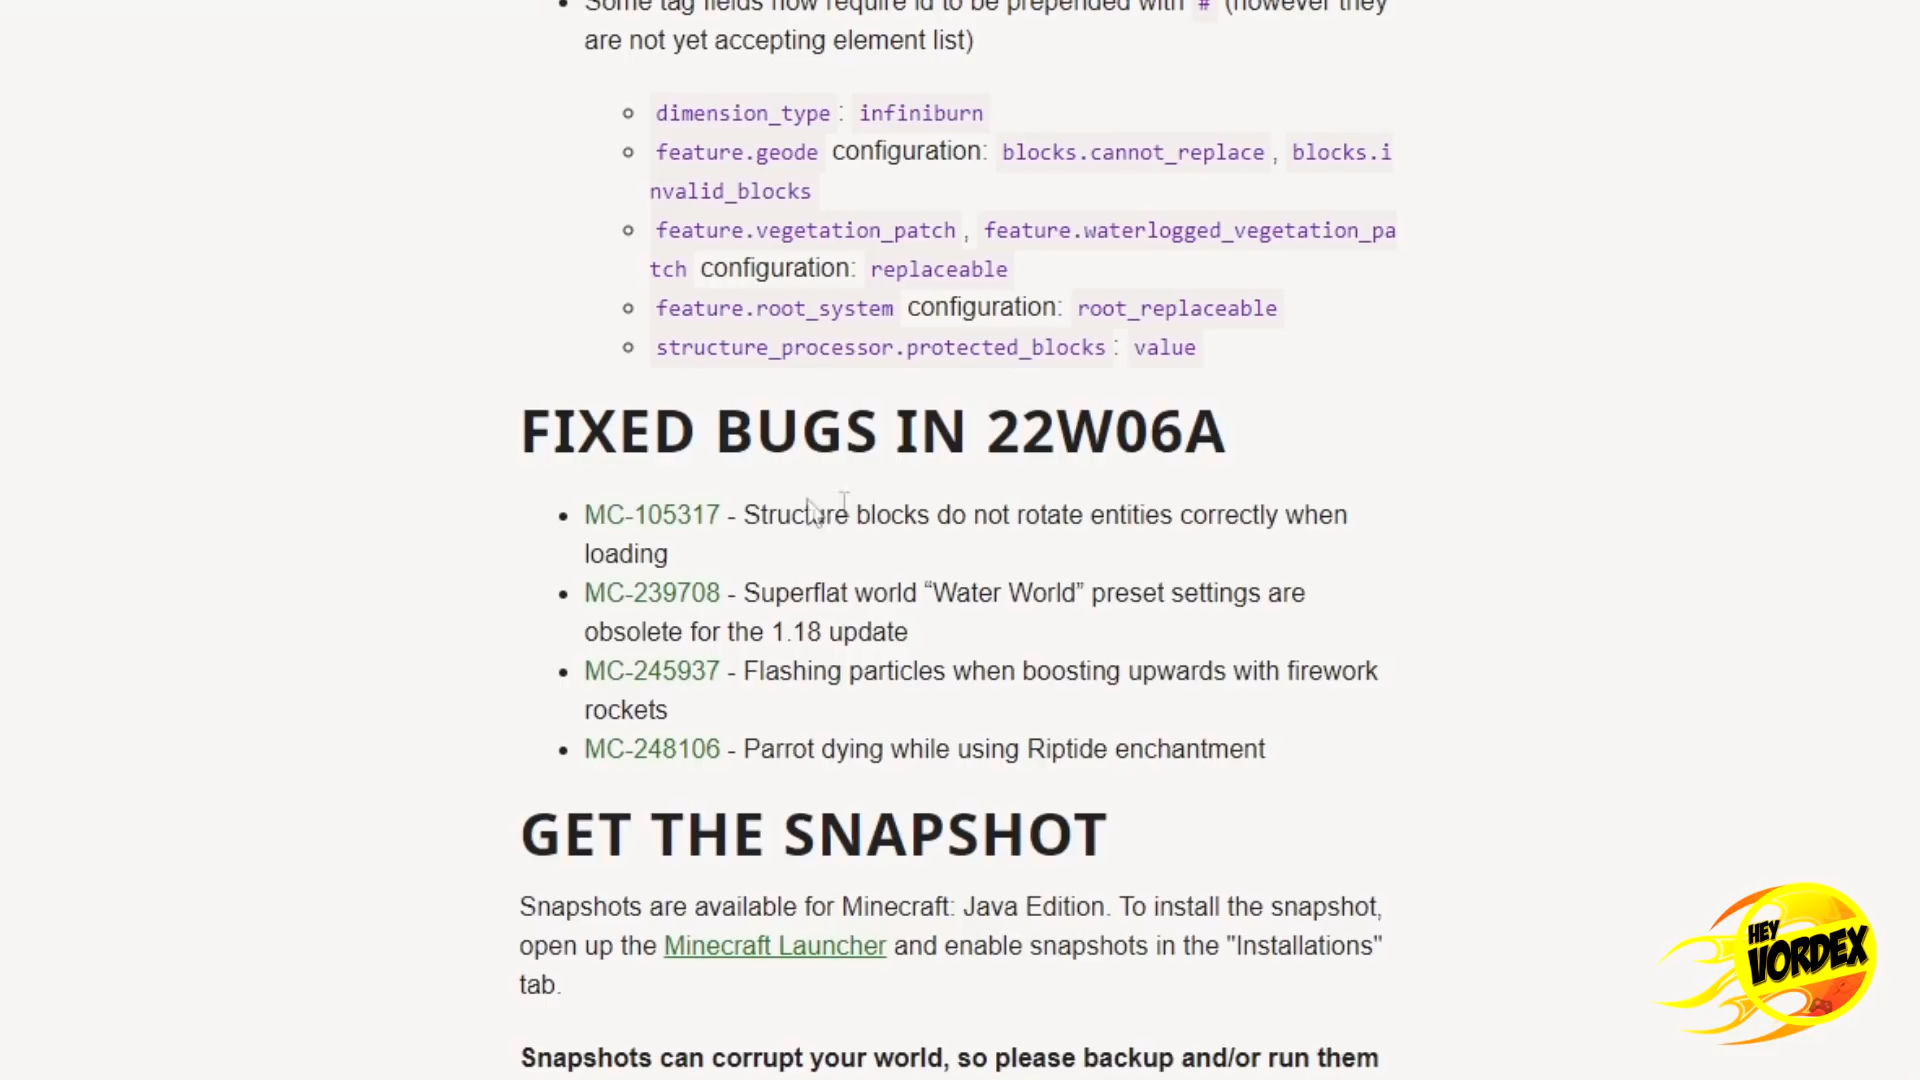 Some tag fields now require id to be prepended with # (however they
are not yet accepting element list)
dimension_type: infiniburn
feature.geode configuration: blocks.cannot_replace, blocks.i
nvalid_blocks
feature.vegetation_patch, feature.waterlogged_vegetation_pa
tch configuration: replaceable
feature.root_system configuration: root_replaceable
structure_processor.protected_blocks: value
FIXED BUGS IN 22W06A
MC-105317 - Structure blocks do not rotate entities correctly when
loading
MC-239708 - Superflat world “Water World” preset settings are
obsolete for the 1.18 update
MC-245937 - Flashing particles when boosting upwards with firework
rockets
MC-248106 - Parrot dying while using Riptide enchantment
GET THE SNAPSHOT
Snapshots are available for Minecraft: Java Edition. To install the snapshot,
open up the Minecraft Launcher and enable snapshots in the "Installations"
tab.
Snapshots can corrupt your world, so please backup and/or run them
HEY
VORDEX